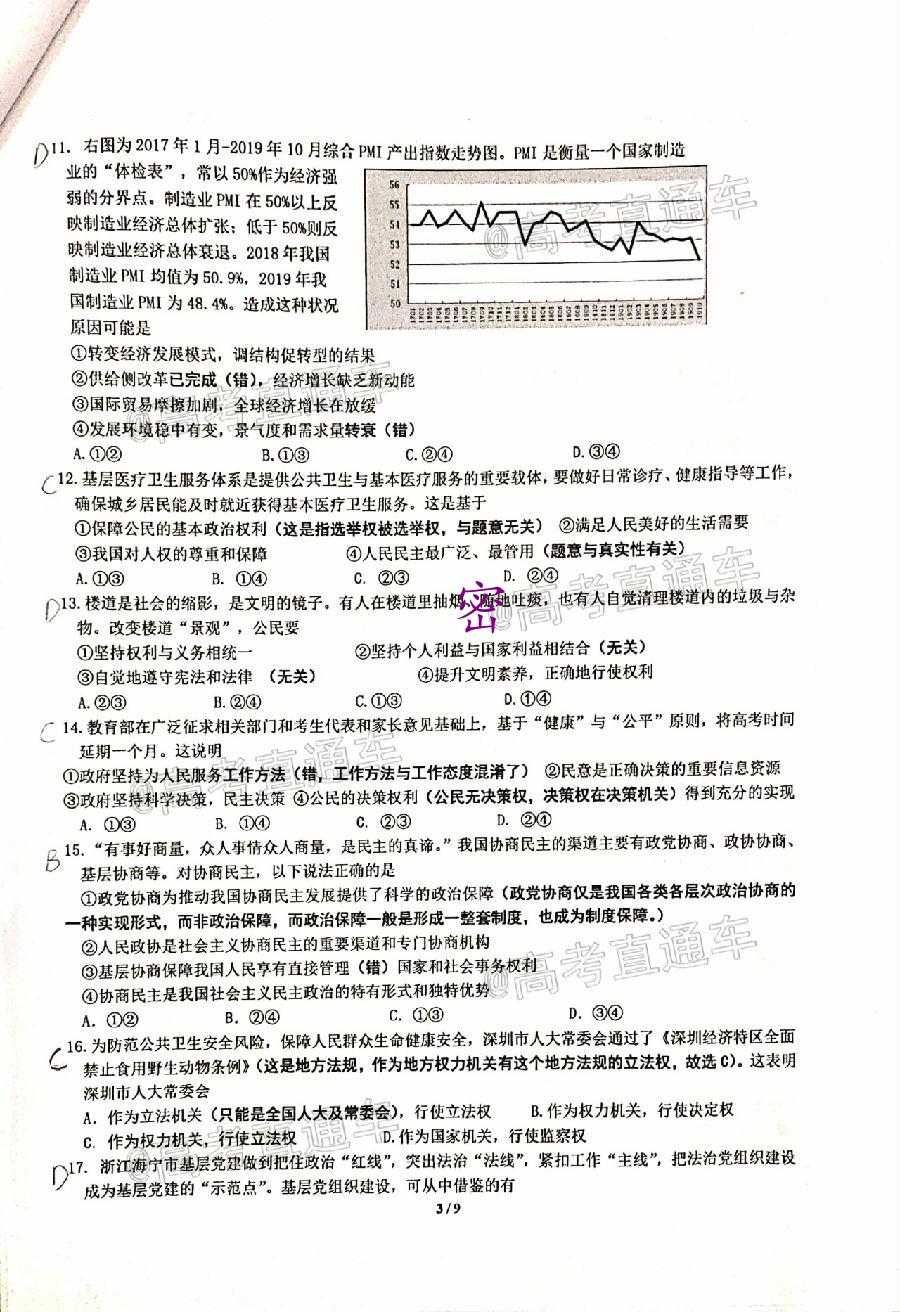 D 11. 右图为 2017 年 1 月-2019 年 10 月综合 PMI 产出指数走势图。PMI 是衡量一个国家制造
业的“体检表”，常以 50%作为经济强
弱的分界点。制造业 PMI 在 50%以上反
映制造业经济总体扩张；低于 50%则反
映制造业经济总体衰退。2018 年我国
制造业 PMI 均值为 50.9%，2019 年我
国制造业 PMI 为 48.4%。造成这种状况
原因可能是
56
55
54
53
52
51
50
①转变经济发展模式，调结构促转型的结果
②供给侧改革已完成（错），经济增长缺乏新动能
③国际贸易摩擦加剧，全球经济增长在放缓
④发展环境稳中有变，景气度和需求量转衰（错）
A.①② B.①③ C.②④ D.③④
C 12. 基层医疗卫生服务体系是提供公共卫生与基本医疗服务的重要载体，要做好日常诊疗、健康指导等工作，
确保城乡居民能及时就近获得基本医疗卫生服务。这是基于
①保障公民的基本政治权利（这是指选举权被选举权，与题意无关） ②满足人民美好的生活需要
③我国对人权的尊重和保障 ④人民民主最广泛、最管用（题意与真实性有关）
A. ①③ B. ①④ C. ②③ D. ②④
D 13. 楼道是社会的缩影，是文明的镜子。有人在楼道里抽烟、随地吐痰，也有人自觉清理楼道内的垃圾与杂
密
物。改变楼道“景观”，公民要
①坚持权利与义务相统一 ②坚持个人利益与国家利益相结合（无关）
③自觉地遵守宪法和法律 （无关） ④提升文明素养，正确地行使权利
A.②③ B.②④ C.①③ D.①④
C 14. 教育部在广泛征求相关部门和考生代表和家长意见基础上，基于“健康”与“公平”原则，将高考时间
延期一个月。这说明
①政府坚持为人民服务工作方法（错，工作方法与工作态度混淆了） ②民意是正确决策的重要信息资源
③政府坚持科学决策，民主决策 ④公民的决策权利（公民无决策权，决策权在决策机关）得到充分的实现
A. ①③ B. ①④ C. ②③ D. ②④
B 15. “有事好商量，众人事情众人商量，是民主的真谛。”我国协商民主的渠道主要有政党协商、政协协商、
基层协商等。对协商民主，以下说法正确的是
①政党协商为推动我国协商民主发展提供了科学的政治保障（政党协商仅是我国各类各层次政治协商的
一种实现形式，而非政治保障，而政治保障一般是形成一整套制度，也成为制度保障。）
②人民政协是社会主义协商民主的重要渠道和专门协商机构
③基层协商保障我国人民享有直接管理（错）国家和社会事务权利
④协商民主是我国社会主义民主政治的特有形式和独特优势
A. ①② B. ②④ C. ①③ D. ③④
C 16. 为防范公共卫生安全风险，保障人民群众生命健康安全，深圳市人大常委会通过了《深圳经济特区全面
禁止食用野生动物条例》（这是地方法规，作为地方权力机关有这个地方法规的立法权，故选 C）。这表明
深圳市人大常委会
A. 作为立法机关（只能是全国人大及常委会），行使立法权 B.作为权力机关，行使决定权
C. 作为权力机关，行使立法权 D.作为国家机关，行使监察权
D 17. 浙江海宁市基层党建做到把住政治“红线”，突出法治“法线”，紧扣工作“主线”，把法治党组织建设
成为基层党建的“示范点”。基层党组织建设，可从中借鉴的有
3/9
@高考直通车
@高考直通车
@高考直通车
@高考直通车
@高考直通车
@高考直通车